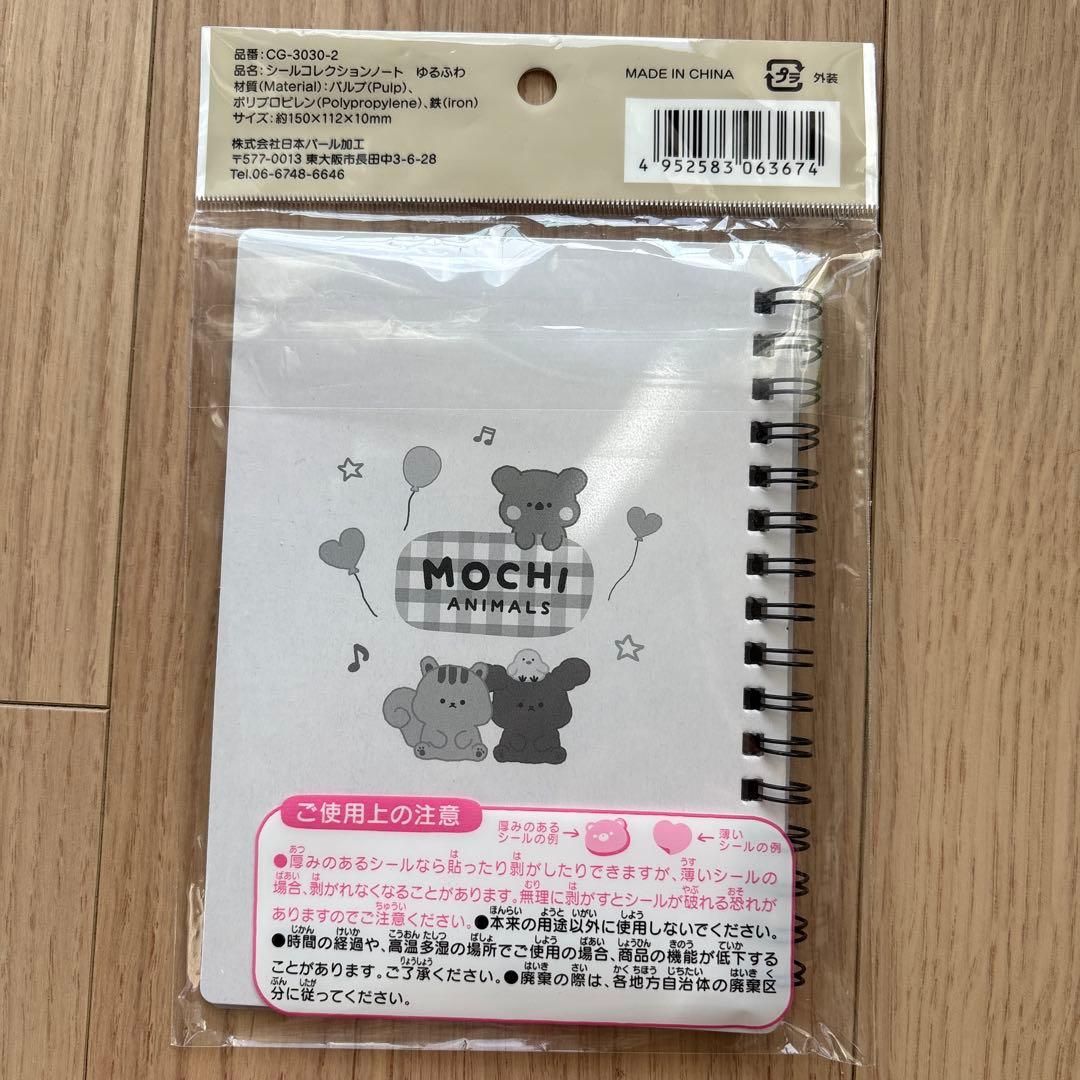 品番:CG-3030-2
品名:シールコレクションノート ゆるふわ
材質(Material):パルプ(Pulp)、
ポリプロピレン(Polypropylene)、鉄(iron)
サイズ:約150×112×10mm
株式会社日本パール加工
〒577-0013 東大阪市長田中3-6-28
Tel.06-6748-6646
MADE IN CHINA
プラ 外装
4 952583 063674
MOCHI
ANIMALS
ご使用上の注意
厚みのある
シールの例
薄い
シールの例
●厚みのあるシールなら貼ったり剥がしたりできますが、薄いシールの
場合、剥がれなくなることがあります。無理に剥がすとシールが破れる恐れが
ありますのでご注意ください。●本来の用途以外に使用しないでください。
●時間の経過や、高温多湿の場所でご使用の場合、商品の機能が低下する
ことがあります。ご了承ください。●廃棄の際は、各地方自治体の廃棄区
分に従ってください。